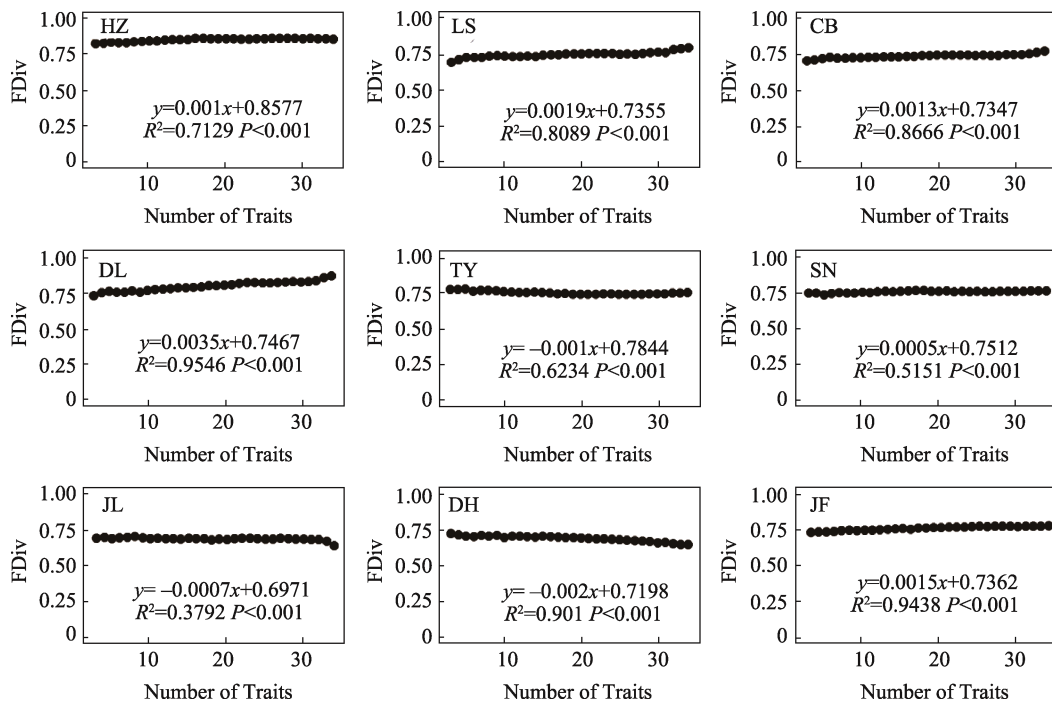 HZ
1.00
0.75
0.50
0.25
0
FDiv
y=0.001x+0.8577
R²=0.7129 P<0.001
10 20 30
Number of Traits
LS
1.00
0.75
0.50
0.25
0
FDiv
y=0.0019x+0.7355
R²=0.8089 P<0.001
10 20 30
Number of Traits
CB
1.00
0.75
0.50
0.25
0
FDiv
y=0.0013x+0.7347
R²=0.8666 P<0.001
10 20 30
Number of Traits
DL
1.00
0.75
0.50
0.25
0
FDiv
y=0.0035x+0.7467
R²=0.9546 P<0.001
10 20 30
Number of Traits
TY
1.00
0.75
0.50
0.25
0
FDiv
y= –0.001x+0.7844
R²=0.6234 P<0.001
10 20 30
Number of Traits
SN
1.00
0.75
0.50
0.25
0
FDiv
y=0.0005x+0.7512
R²=0.5151 P<0.001
10 20 30
Number of Traits
JL
1.00
0.75
0.50
0.25
0
FDiv
y= –0.0007x+0.6971
R²=0.3792 P<0.001
10 20 30
Number of Traits
DH
1.00
0.75
0.50
0.25
0
FDiv
y= –0.002x+0.7198
R²=0.901 P<0.001
10 20 30
Number of Traits
JF
1.00
0.75
0.50
0.25
0
FDiv
y=0.0015x+0.7362
R²=0.9438 P<0.001
10 20 30
Number of Traits